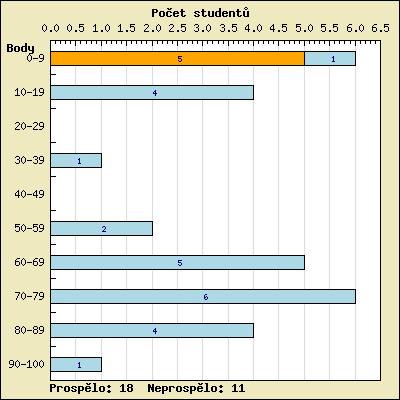 Počet studentů
0.0 0.5 1.0 1.5 2.0 2.5 3.0 3.5 4.0 4.5 5.0 5.5 6.0 6.5
Body
0-9 5 1
10-19 4
20-29
30-39 1
40-49
50-59 2
60-69 5
70-79 6
80-89 4
90-100 1
Prospělo: 18 Neprospělo: 11